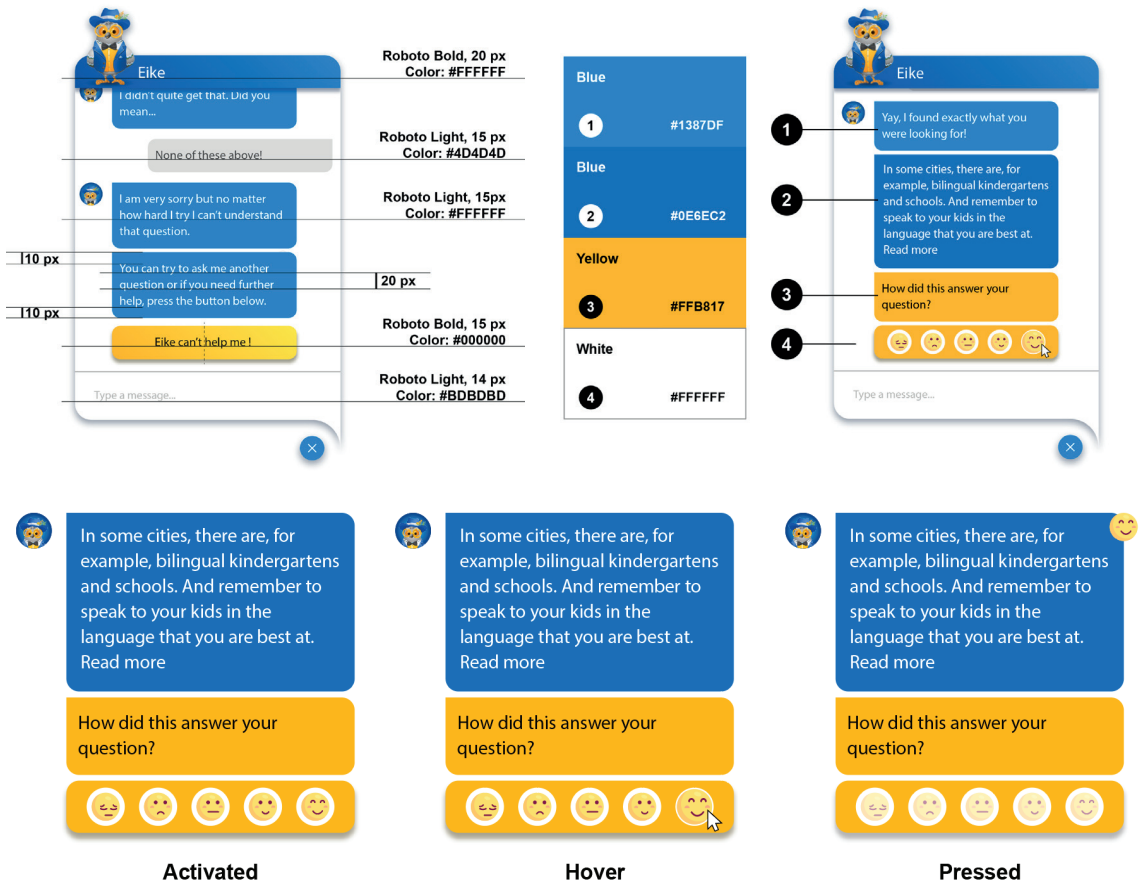 Eike
I didn't quite get that. Did you
mean...
None of these above!
I am very sorry but no matter
how hard I try I can't understand
that question.
You can try to ask me another
question or if you need further
help, press the button below.
Eike can't help me !
Type a message...
10 px
10 px
20 px
Roboto Bold, 20 px
Color: #FFFFFF
Roboto Light, 15 px
Color: #4D4D4D
Roboto Light, 15px
Color: #FFFFFF
Roboto Bold, 15 px
Color: #000000
Roboto Light, 14 px
Color: #BDBDBD
Blue
1 #1387DF
Blue
2 #0E6EC2
Yellow
3 #FFB817
White
4 #FFFFFF
Eike
1
Yay, I found exactly what you
were looking for!
2
In some cities, there are, for
example, bilingual kindergartens
and schools. And remember to
speak to your kids in the
language that you are best at.
Read more
3
How did this answer your
question?
4
Type a message...
In some cities, there are, for
example, bilingual kindergartens
and schools. And remember to
speak to your kids in the
language that you are best at.
Read more
How did this answer your
question?
Activated
In some cities, there are, for
example, bilingual kindergartens
and schools. And remember to
speak to your kids in the
language that you are best at.
Read more
How did this answer your
question?
Hover
In some cities, there are, for
example, bilingual kindergartens
and schools. And remember to
speak to your kids in the
language that you are best at.
Read more
How did this answer your
question?
Pressed